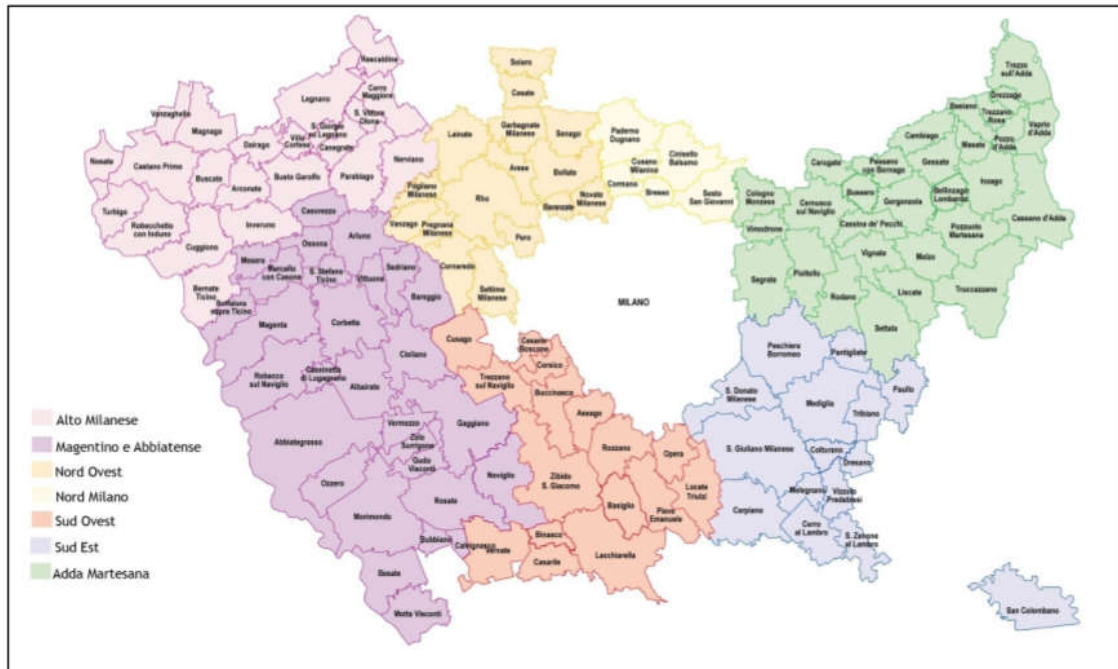 Rescaldina
Legnano
Cerro
Maggiore
S. Vittore
Olona
S. Giorgio
su Legnano
Villa
Cortese
Canegrate
Vanzaghello
Magnago
Dairago
Nosate
Castano Primo
Buscate
Arconate
Busto Garolfo
Parabiago
Nerviano
Turbigo
Robecchetto
con Induno
Cuggiono
Inveruno
Bernate
Ticino
Casorezzo
Ossona
Arluno
Mesero
Marcallo
con Casone
S. Stefano
Ticino
Vittuone
Sedriano
Bareggio
Boffalora
sopra Ticino
Magenta
Corbetta
Robecco
sul Naviglio
Cassinetta
di Lugagnano
Albairate
Cisliano
Abbiategrasso
Vermezzo
Zelo
Surrigone
Gudo
Visconti
Gaggiano
Ozzero
Rosate
Noviglio
Morimondo
Bubbiano
Calvignasco
Besate
Motta Visconti
Solaro
Cesate
Lainate
Garbagnate
Milanese
Senago
Arese
Bollate
Pogliano
Milanese
Rho
Baranzate
Novate
Milanese
Vanzago
Pregnana
Milanese
Pero
Cornaredo
Settimo
Milanese
Paderno
Dugnano
Cusano
Milanino
Cinisello
Balsamo
Cormano
Bresso
Sesto
San Giovanni
MILANO
Trezzo
sull'Adda
Grezzago
Basiano
Trezzano
Rosa
Vaprio
d'Adda
Cambiago
Masate
Pozzo
d'Adda
Carugate
Pessano
con Bornago
Gessate
Inzago
Cologno
Monzese
Cernusco
sul Naviglio
Bussero
Gorgonzola
Bellinzago
Lombardo
Cassano d'Adda
Vimodrone
Cassina de' Pecchi
Pozzuolo
Martesana
Vignate
Melzo
Segrate
Pioltello
Rodano
Liscate
Truccazzano
Settala
Cusago
Cesano
Boscone
Corsico
Trezzano
sul Naviglio
Buccinasco
Assago
Rozzano
Opera
Zibido
S. Giacomo
Locate
Triulzi
Basiglio
Pieve
Emanuele
Vernate
Binasco
Casarile
Lacchiarella
Peschiera
Borromeo
Pantigliate
S. Donato
Milanese
Mediglia
Paullo
Tribiano
S. Giuliano Milanese
Colturano
Dresano
Melegnano
Vizzolo
Predabissi
Carpiano
Cerro
al Lambro
S. Zenone
al Lambro
San Colombano
Alto Milanese
Magentino e Abbiatense
Nord Ovest
Nord Milano
Sud Ovest
Sud Est
Adda Martesana